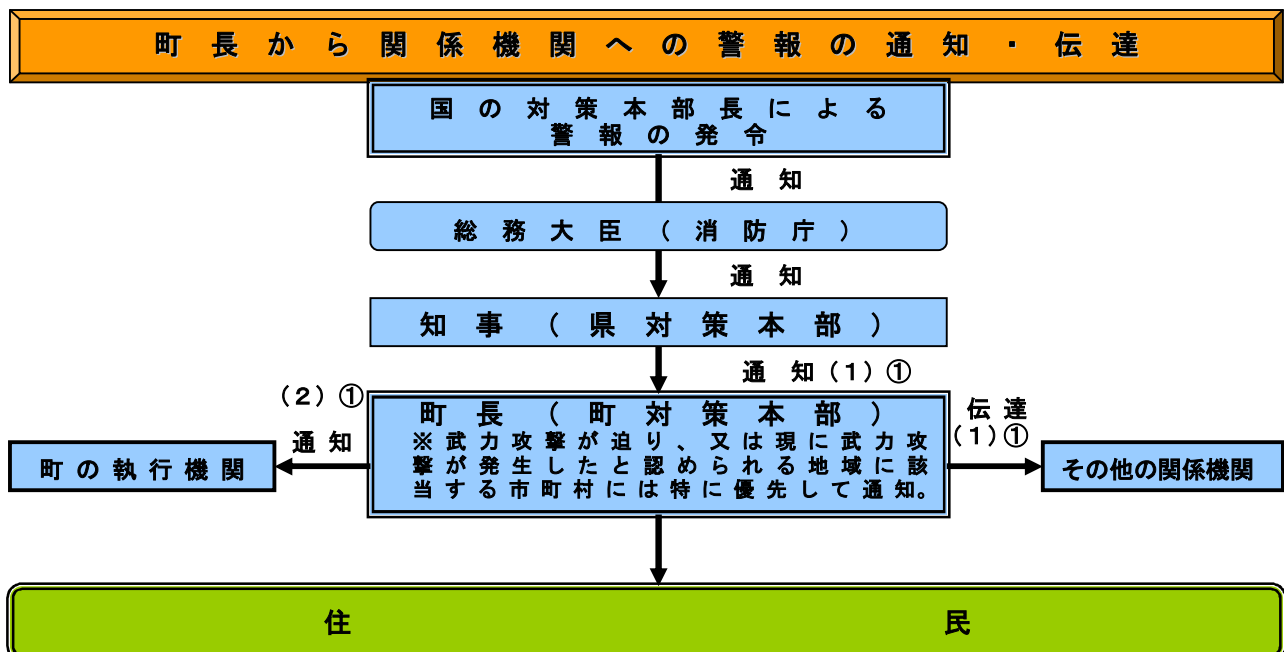 町長から関係機関への警報の通知・伝達
国の対策本部長による
警報の発令
通知
総務大臣(消防庁)
通知
知事(県対策本部)
通知(1)①
(2)①
通知
町の執行機関
町長(町対策本部)
※武力攻撃が迫り、又は現に武力攻
撃が発生したと認められる地域に該
当する市町村には特に優先して通知。
伝達
(1)①
その他の関係機関
住民